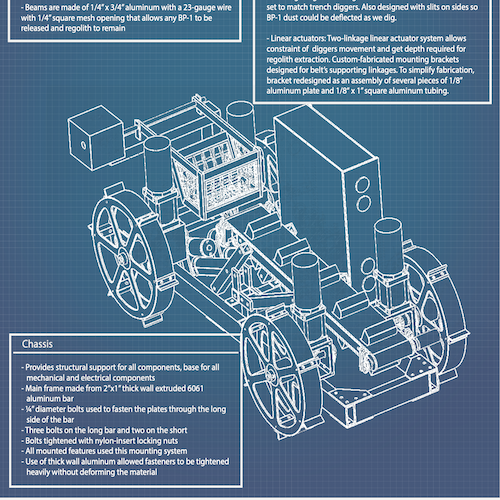 - Beams are made of 1/4" x 3/4" aluminum with a 23-gauge wire
with 1/4" square mesh opening that allows any BP-1 to be
released and regolith to remain
set to match trench diggers. Also designed with slits on sides so
BP-1 dust could be deflected as we dig.
- Linear actuators: Two-linkage linear actuator system allows
constraint of diggers movement and get depth required for
regolith extraction. Custom-fabricated mounting brackets
designed for belt's supporting linkages. To simplify fabrication,
bracket redesigned as an assembly of several pieces of 1/8"
aluminum plate and 1/8" x 1" square aluminum tubing.
Chassis
- Provides structural support for all components, base for all
mechanical and electrical components
- Main frame made from 2"x1" thick wall extruded 6061
aluminum bar
- ¼" diameter bolts used to fasten the plates through the long
side of the bar
- Three bolts on the long bar and two on the short
- Bolts tightened with nylon-insert locking nuts
- All mounted features used this mounting system
- Use of thick wall aluminum allowed fasteners to be tightened
heavily without deforming the material